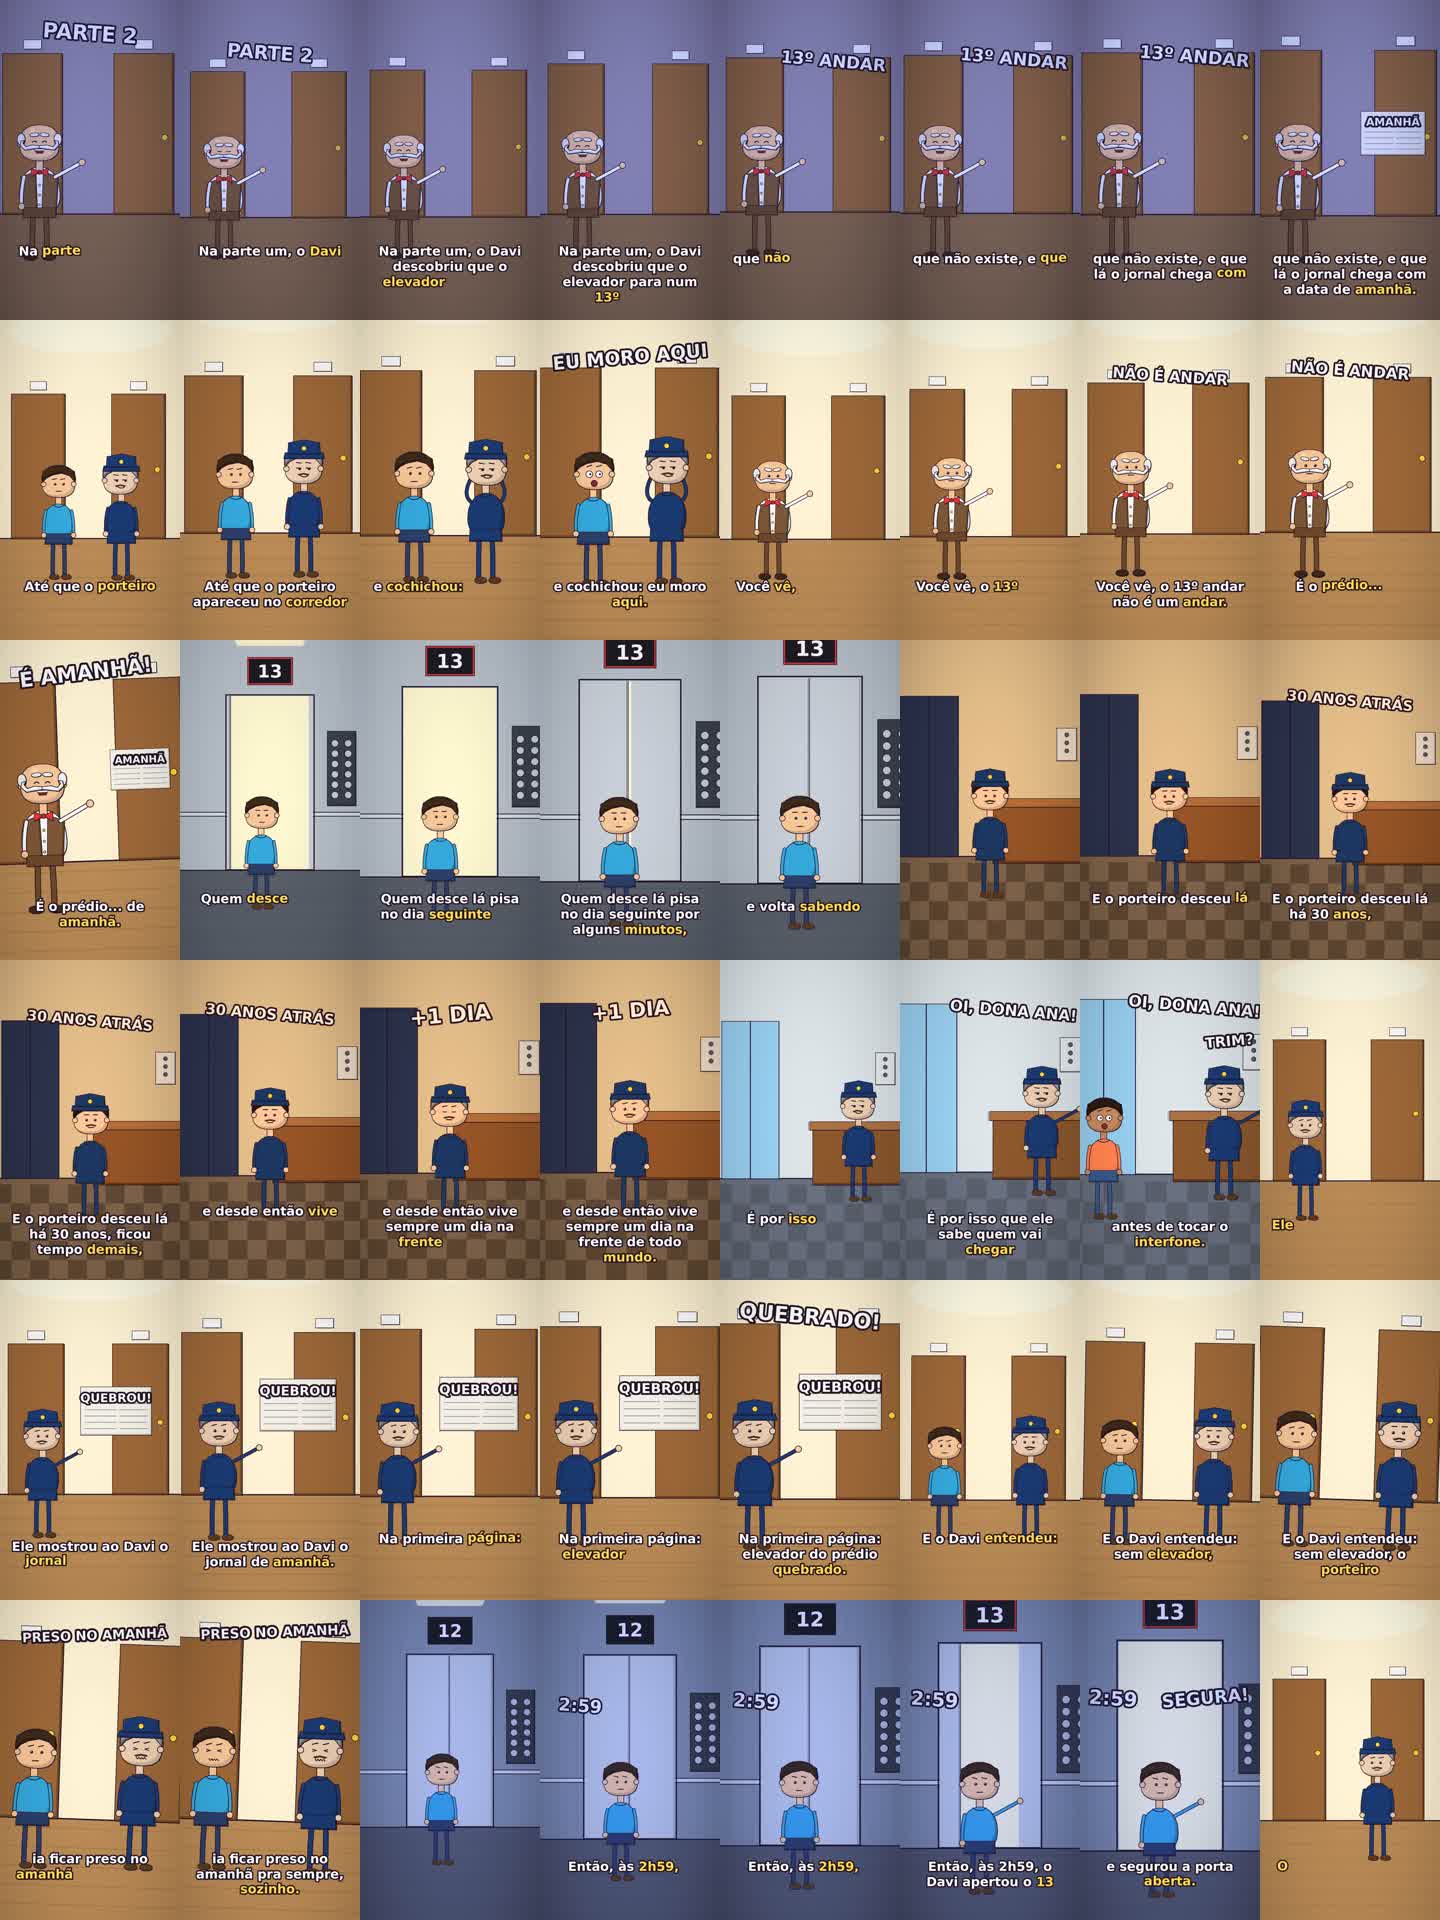 PARTE 2
Na parte
PARTE 2
Na parte um, o Davi
Na parte um, o Davi
descobriu que o
elevador
Na parte um, o Davi
descobriu que o
elevador para num
13º
13º ANDAR
que não
13º ANDAR
que não existe, e que
13º ANDAR
que não existe, e que
lá o jornal chega com
AMANHÃ
que não existe, e que
lá o jornal chega com
a data de amanhã.
Até que o porteiro
Até que o porteiro
apareceu no corredor
e cochichou:
EU MORO AQUI
e cochichou: eu moro
aqui.
Você vê,
Você vê, o 13º
NÃO É ANDAR
Você vê, o 13º andar
não é um andar.
NÃO É ANDAR
É o prédio...
É AMANHÃ!
AMANHÃ
É o prédio... de
amanhã.
13
Quem desce
13
Quem desce lá pisa
no dia seguinte
13
Quem desce lá pisa
no dia seguinte por
alguns minutos,
13
e volta sabendo
E o porteiro desceu lá
30 ANOS ATRÁS
E o porteiro desceu lá
há 30 anos,
30 ANOS ATRÁS
E o porteiro desceu lá
há 30 anos, ficou
tempo demais,
30 ANOS ATRÁS
e desde então vive
+1 DIA
e desde então vive
sempre um dia na
frente
+1 DIA
e desde então vive
sempre um dia na
frente de todo
mundo.
É por isso
OI, DONA ANA!
É por isso que ele
sabe quem vai
chegar
OI, DONA ANA!
TRIM?
antes de tocar o
interfone.
Ele
QUEBROU!
Ele mostrou ao Davi o
jornal
QUEBROU!
Ele mostrou ao Davi o
jornal de amanhã.
QUEBROU!
Na primeira página:
QUEBROU!
Na primeira página:
elevador
QUEBRADO!
QUEBROU!
Na primeira página:
elevador do prédio
quebrado.
E o Davi entendeu:
E o Davi entendeu:
sem elevador,
E o Davi entendeu:
sem elevador, o
porteiro
PRESO NO AMANHÃ
ia ficar preso no
amanhã
PRESO NO AMANHÃ
ia ficar preso no
amanhã pra sempre,
sozinho.
12
12
2:59
Então, às 2h59,
12
2:59
Então, às 2h59,
13
2:59
Então, às 2h59, o
Davi apertou o 13
13
2:59
SEGURA!
e segurou a porta
aberta.
O